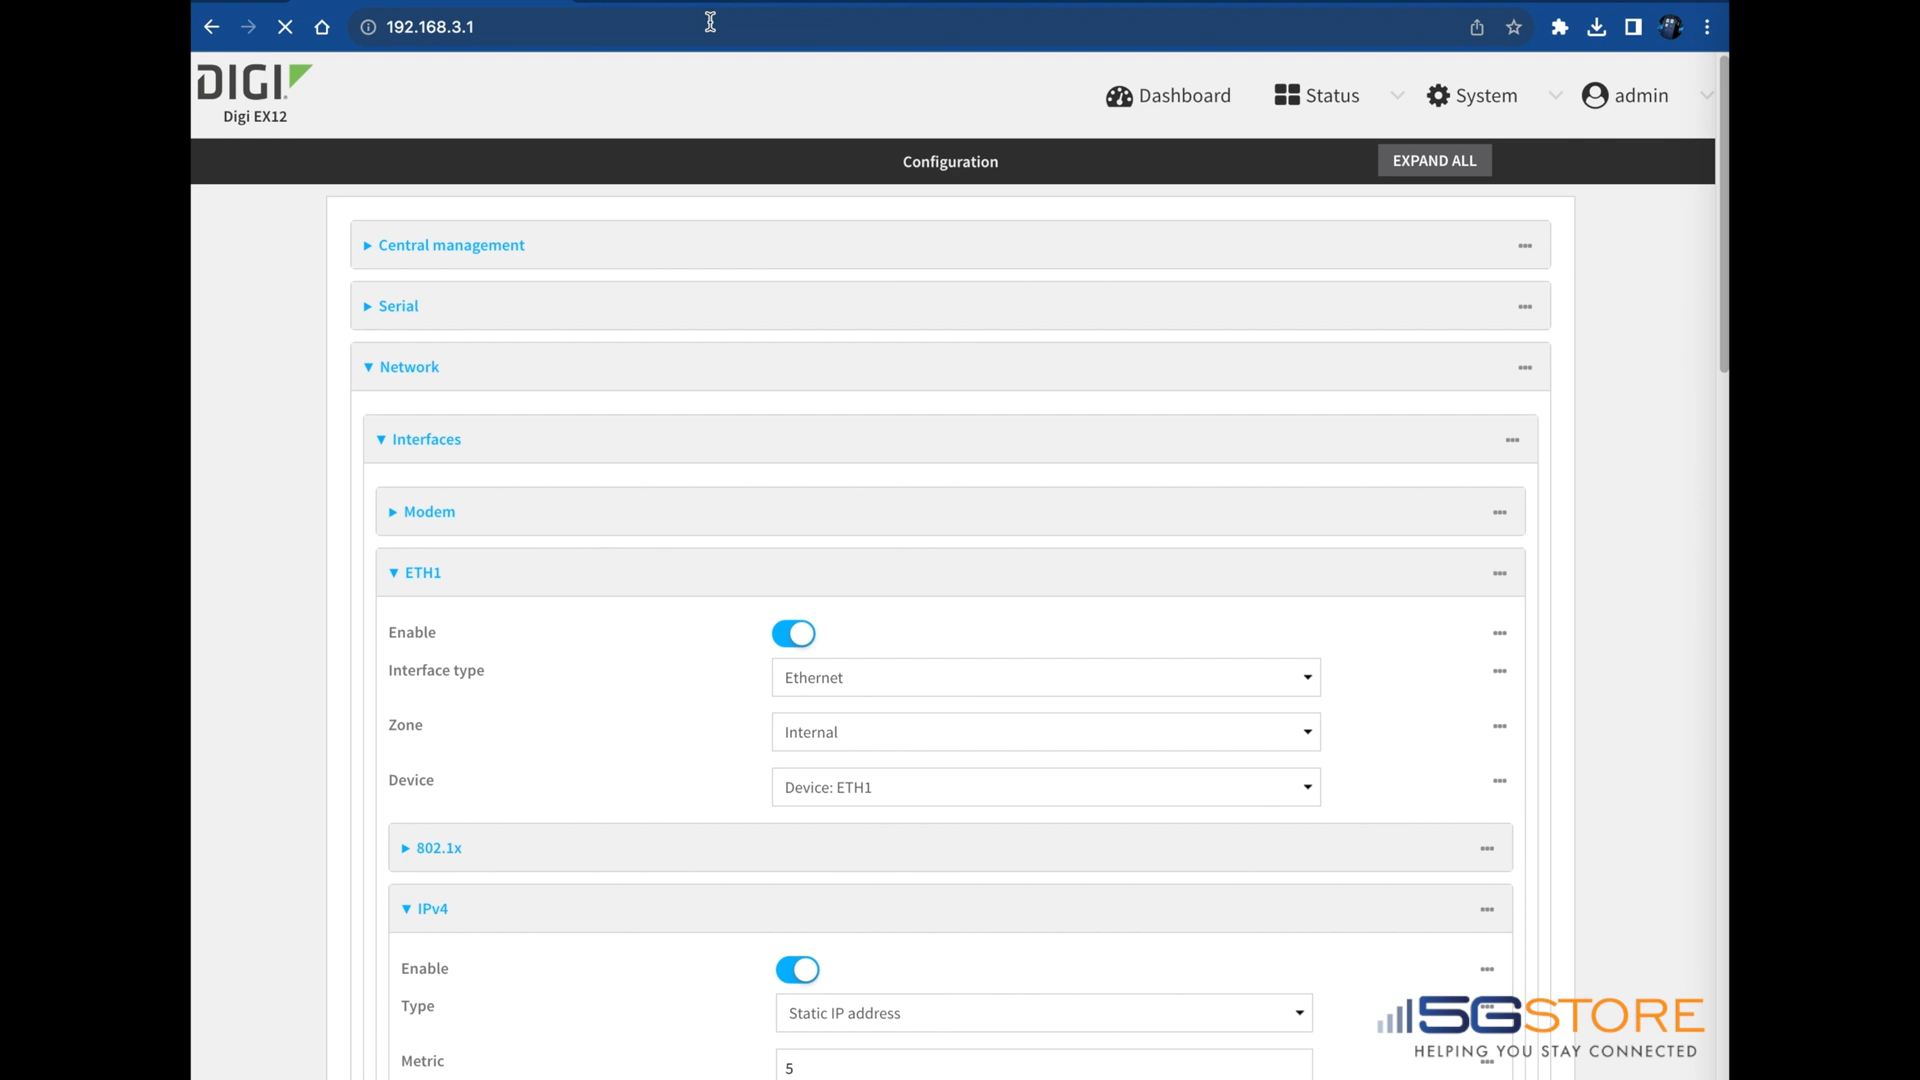 192.168.3.1
DIGI
Digi EX12
Dashboard
Status
System
admin
Configuration
EXPAND ALL
Central management
Serial
Network
Interfaces
Modem
ETH1
Enable
Interface type
Ethernet
Zone
Internal
Device
Device: ETH1
802.1x
IPv4
Enable
Type
Static IP address
Metric
5
5GSTORE
HELPING YOU STAY CONNECTED